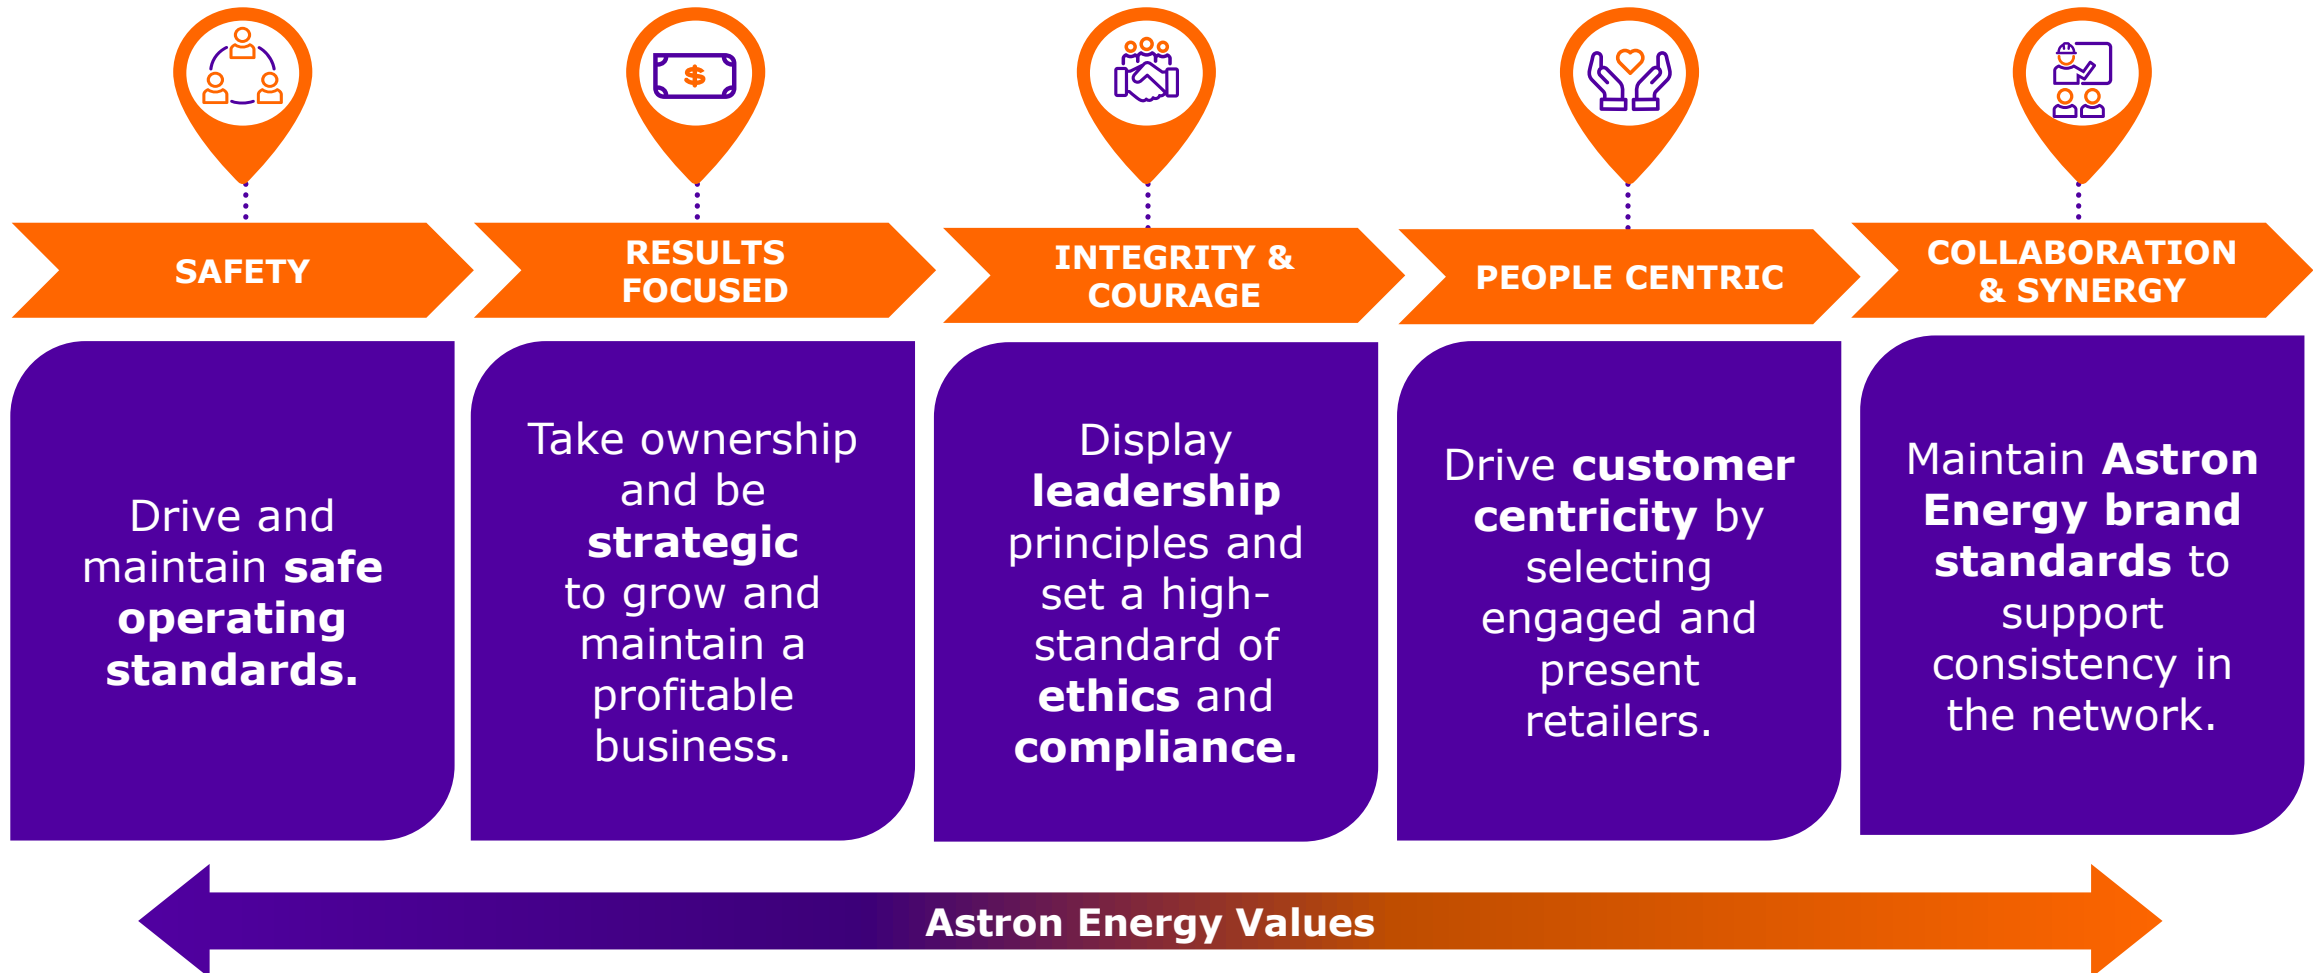 $
SAFETY
RESULTS
FOCUSED
INTEGRITY &
COURAGE
PEOPLE CENTRIC
COLLABORATION
& SYNERGY
Drive and
maintain safe
operating
standards.
Take ownership
and be
strategic
to grow and
maintain a
profitable
business.
Display
leadership
principles and
set a high-
standard of
ethics and
compliance.
Drive customer
centricity by
selecting
engaged and
present
retailers.
Maintain Astron
Energy brand
standards to
support
consistency in
the network.
Astron Energy Values